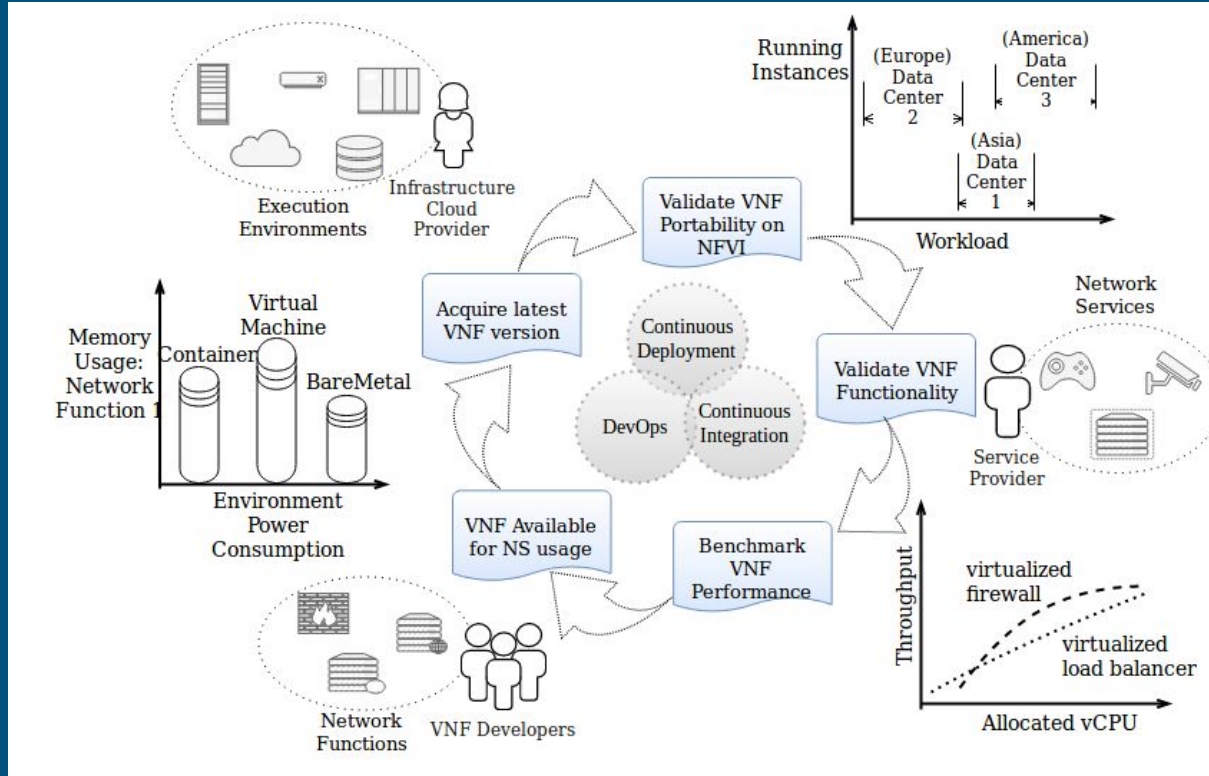 Running
Instances
(Europe)
Data
Center
2
(America)
Data
Center
3
(Asia)
Data
Center
1
Workload
Execution
Environments
Infrastructure
Cloud
Provider
Validate VNF
Portability on
NFVI
Acquire latest
VNF version
Continuous
Deployment
DevOps
Continuous
Integration
Validate VNF
Functionality
Network
Services
Service
Provider
Memory
Usage:
Network
Function 1
Container
Virtual
Machine
BareMetal
Environment
Power
Consumption
VNF Available
for NS usage
Benchmark
VNF
Performance
Throughput
virtualized
firewall
virtualized
load balancer
Allocated vCPU
Network
Functions
VNF Developers